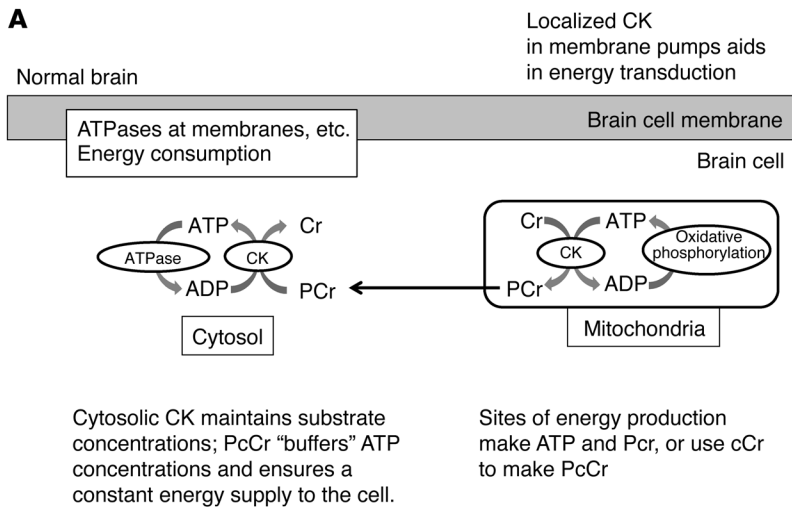 A
Localized CK
in membrane pumps aids
in energy transduction
Normal brain
ATPases at membranes, etc.
Energy consumption
Brain cell membrane
Brain cell
ATP
Cr
ATPase
CK
ADP
PCr
Cytosol
Cr
ATP
CK
Oxidative
phosphorylation
PCr
ADP
Mitochondria
Cytosolic CK maintains substrate
concentrations; PcCr “buffers” ATP
concentrations and ensures a
constant energy supply to the cell.
Sites of energy production
make ATP and Pcr, or use cCr
to make PcCr